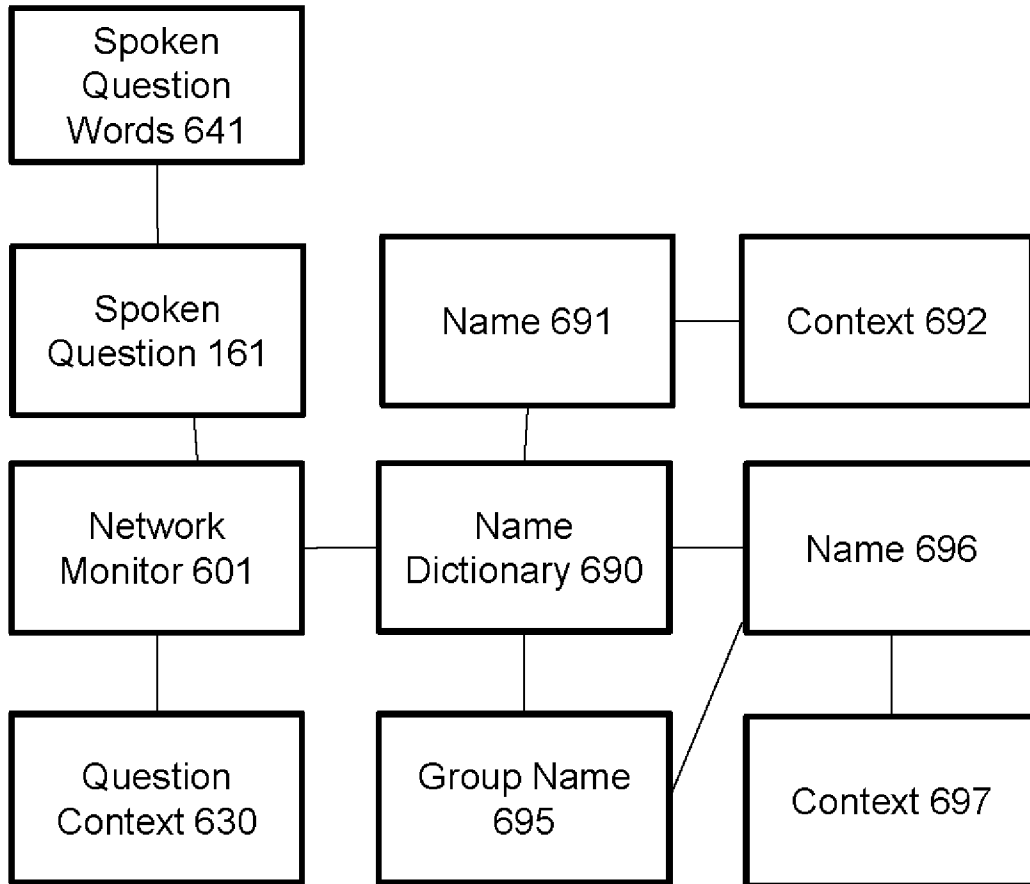 Spoken
Question
Words 641
Spoken
Question 161
Name 691
Context 692
Network
Monitor 601
Name
Dictionary 690
Name 696
Question
Context 630
Group Name
695
Context 697